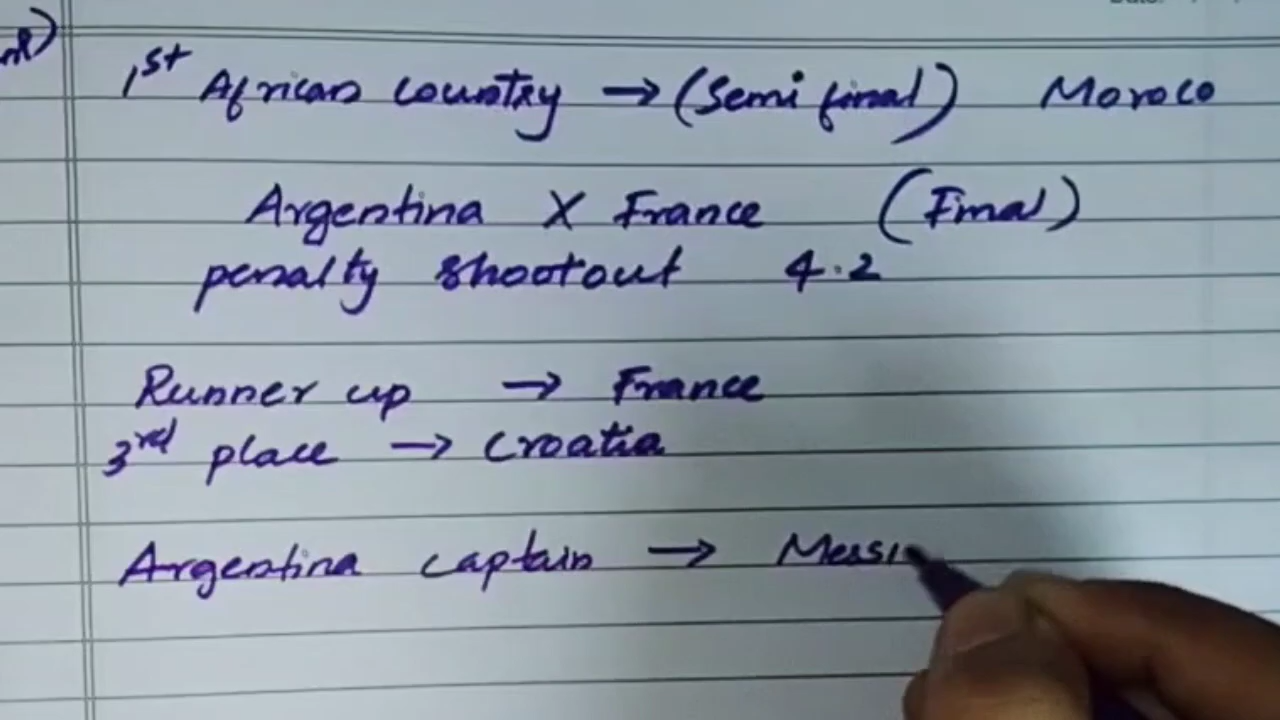 1st African country → (Semi final) Moroco
Argentina X France (Final)
penalty shootout 4.2
Runner up → France
3rd place → Croatia
Argentina captain → Messi